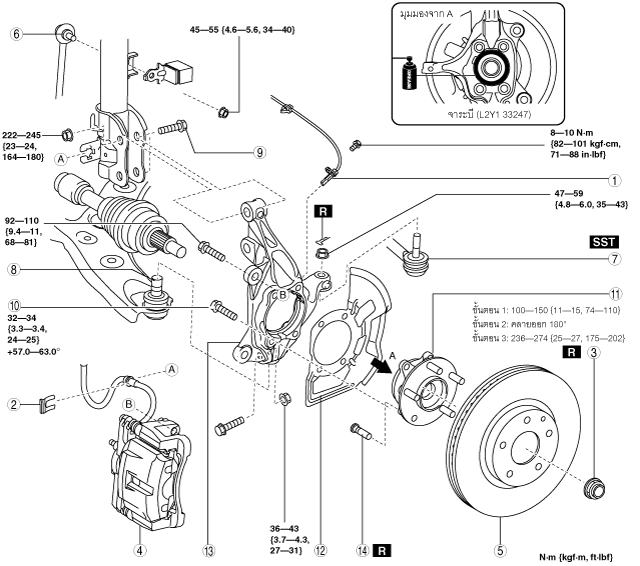 มุมมองจาก A
จาระบี (L2Y1 33247)
6
45—55 {4.6—5.6, 34—40}
222—245
{23—24,
164—180}
A
9
8—10 N·m
{82—101 kgf·cm,
71—88 in·lbf}
1
47—59
{4.8—6.0, 35—43}
R
92—110
{9.4—11,
68—81}
SST
7
8
B
10
32—34
{3.3—3.4,
24—25}
+57.0—63.0°
11
ขั้นตอน 1: 100—150 {11—15, 74—110}
ขั้นตอน 2: คลายออก 180°
ขั้นตอน 3: 236—274 {25—27, 175—202}
R
3
A
A
2
B
36—43
{3.7—4.3,
27—31}
4
13
12
14
R
5
N·m {kgf·m, ft·lbf}